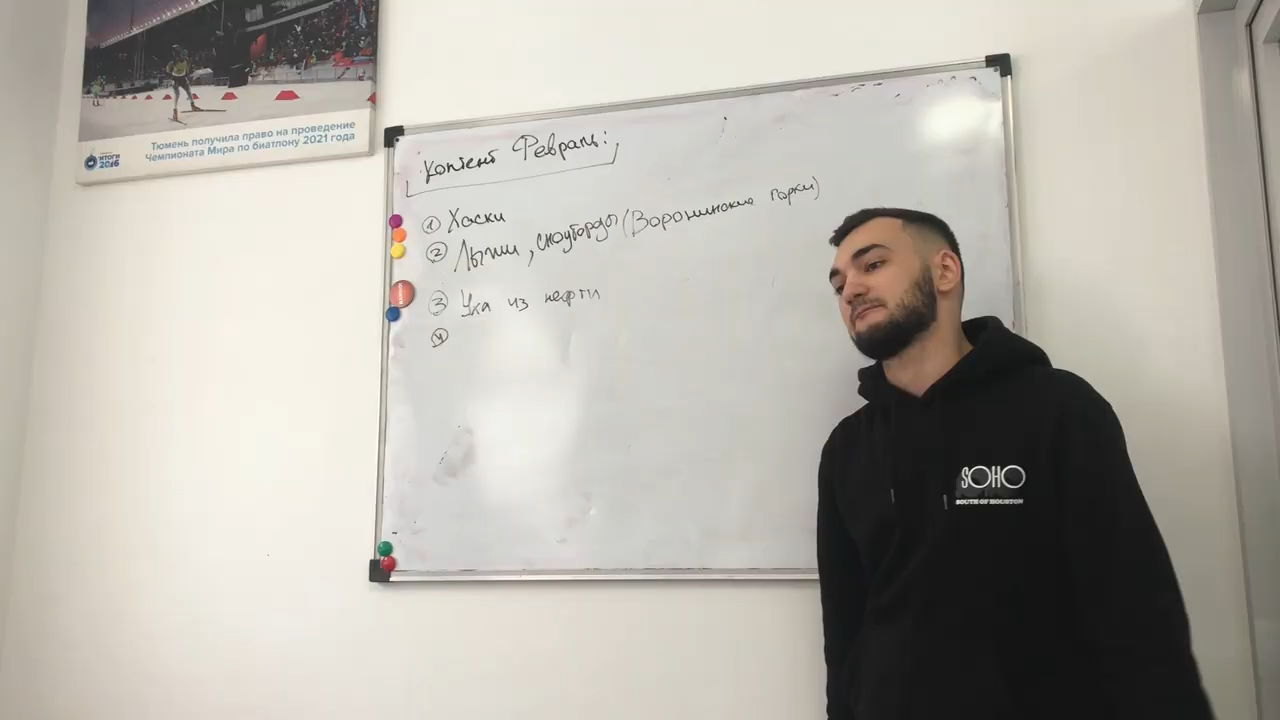 Тюмень получила право на проведение
Чемпионата Мира по биатлону 2021 года
ИТОГИ
2016
Контент Февраль:
1 Хаски
2 Лыжи, сноуборды (Воронинские горки)
3 Уха из нефти
4
SOHO
SOUTH OF HOUSTON